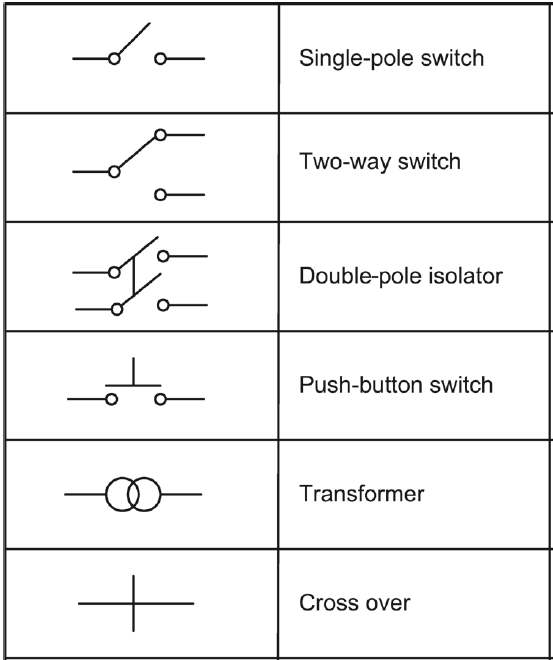 Single-pole switch
Two-way switch
Double-pole isolator
Push-button switch
Transformer
Cross over